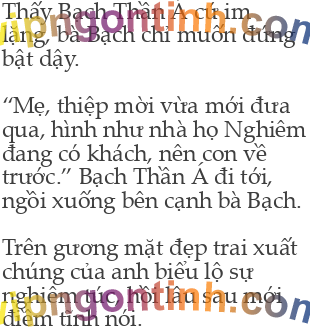 Thấy Bạch Thần Á cứ im
lặng, bà Bạch chỉ muốn đứng
bật dậy.
“Mẹ, thiệp mời vừa mới đưa
qua, hình như nhà họ Nghiêm
đang có khách, nên con về
trước.” Bạch Thần Á đi tới,
ngồi xuống bên cạnh bà Bạch.
Trên gương mặt đẹp trai xuất
chúng của anh biểu lộ sự
nghiêm túc, hồi lâu sau mới
điềm tĩnh nói.